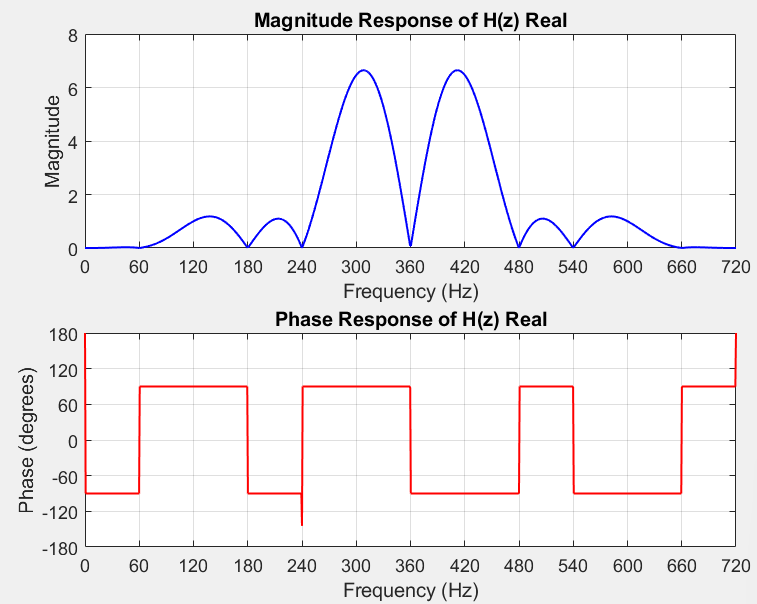 Magnitude Response of H(z) Real
8
6
4
2
0
Magnitude
0 60 120 180 240 300 360 420 480 540 600 660 720
Frequency (Hz)
Phase Response of H(z) Real
180
120
60
0
-60
-120
-180
Phase (degrees)
0 60 120 180 240 300 360 420 480 540 600 660 720
Frequency (Hz)